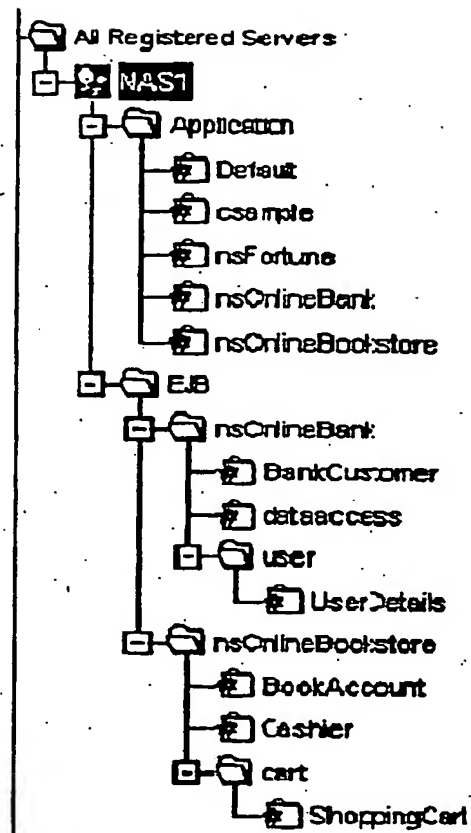 All Registered Servers
NAS1
Application
Default
csample
nsFortune
nsOnlineBank
nsOnlineBookstore
EJB
nsOnlineBank
BankCustomer
dataaccess
user
UserDetails
nsOnlineBookstore
BookAccount
Cashier
cart
ShoppingCart